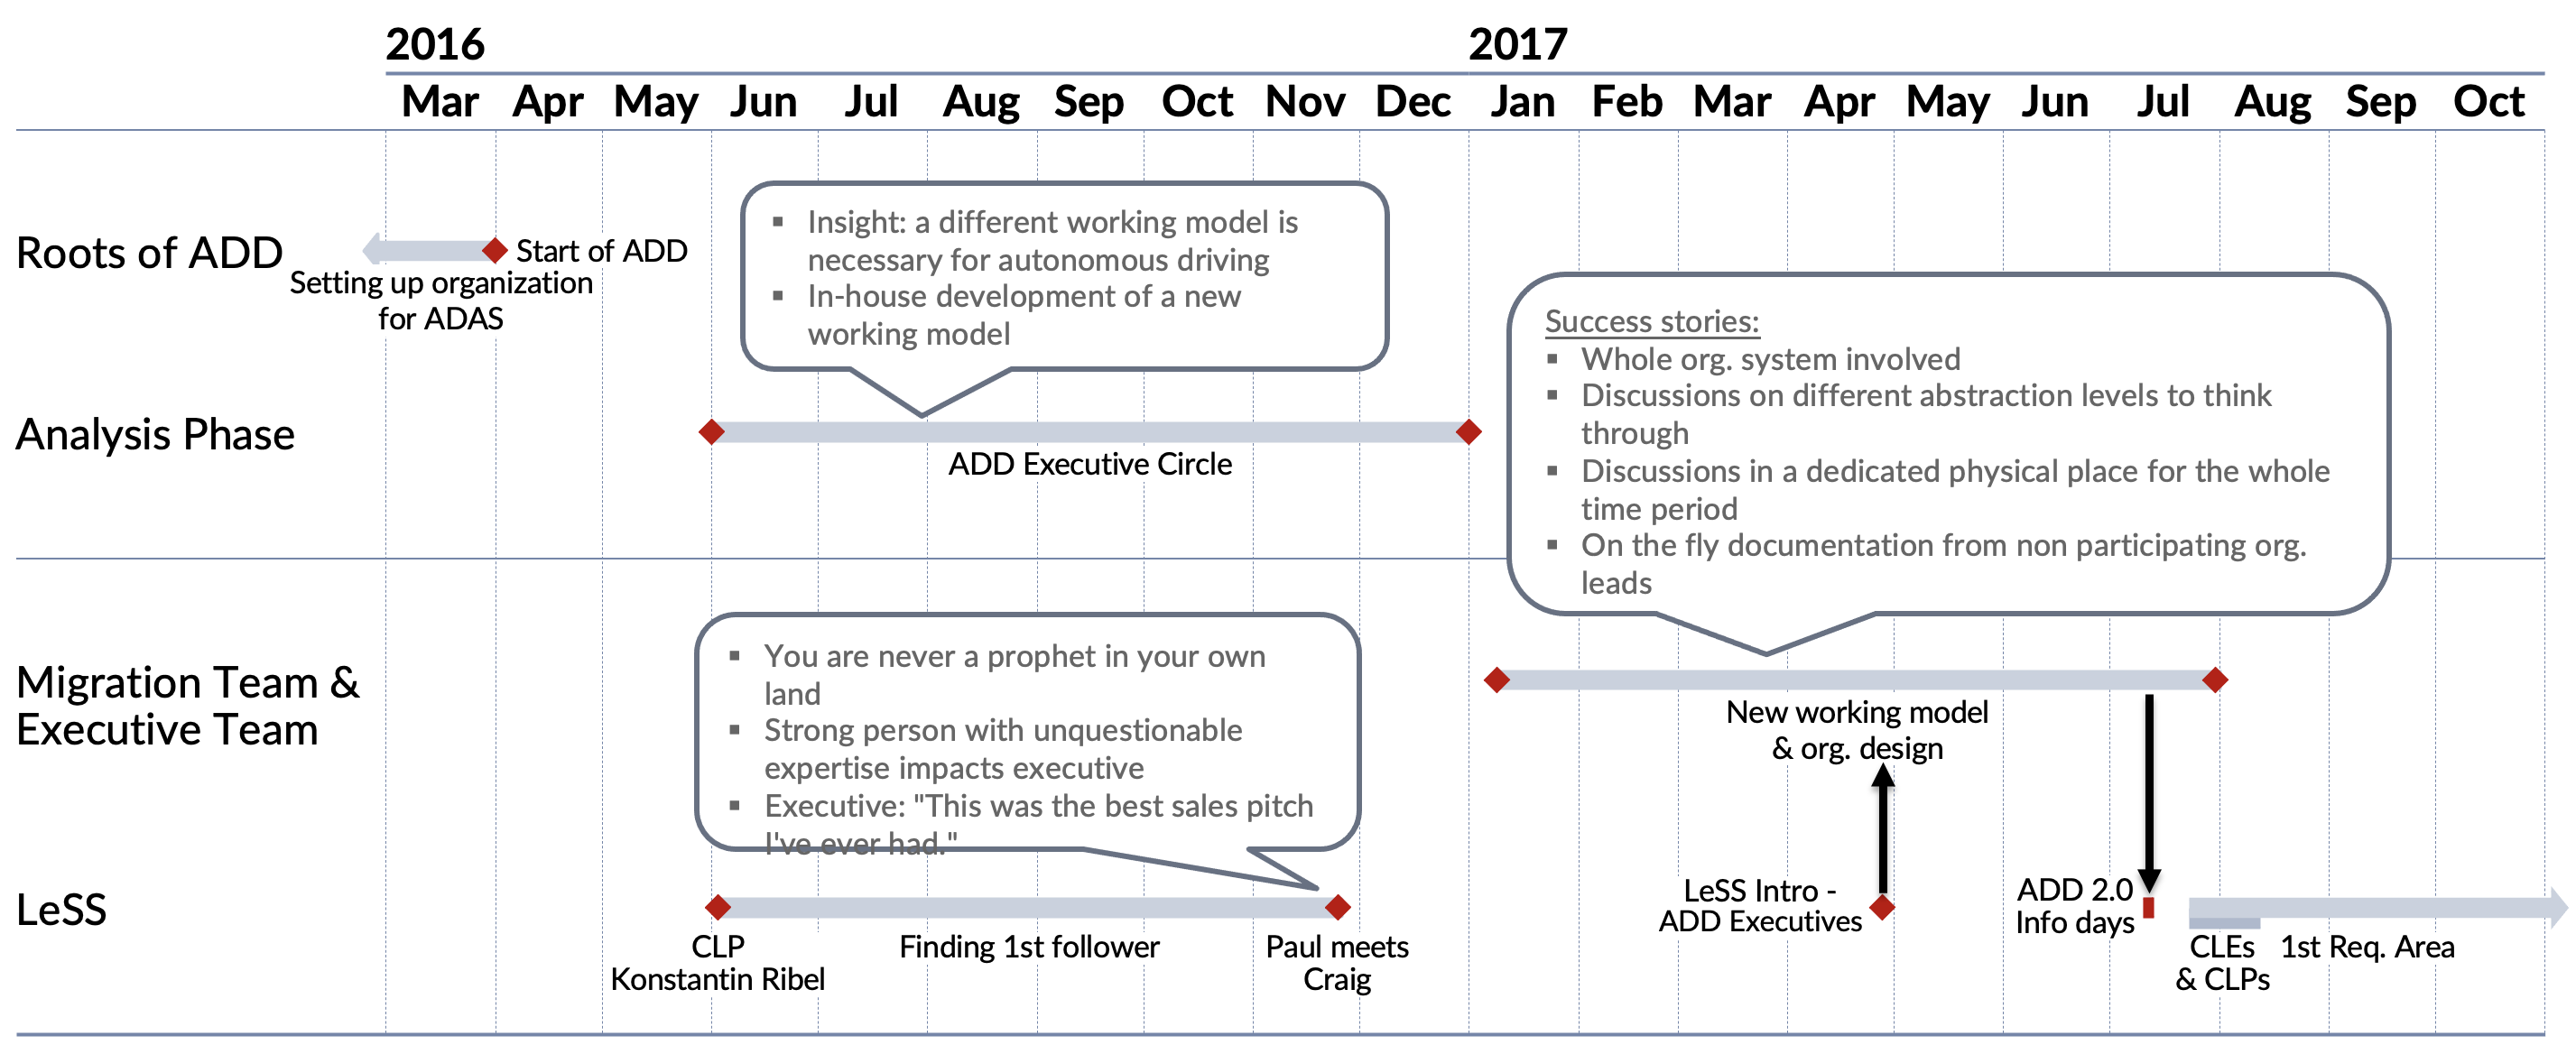 2016
2017
Mar Apr May Jun Jul Aug Sep Oct Nov Dec Jan Feb Mar Apr May Jun Jul Aug Sep Oct
Roots of ADD
Start of ADD
Setting up organization
for ADAS
▪ Insight: a different working model is
necessary for autonomous driving
▪ In-house development of a new
working model
Analysis Phase
ADD Executive Circle
Success stories:
▪ Whole org. system involved
▪ Discussions on different abstraction levels to think
through
▪ Discussions in a dedicated physical place for the whole
time period
▪ On the fly documentation from non participating org.
leads
Migration Team &
Executive Team
New working model
& org. design
▪ You are never a prophet in your own
land
▪ Strong person with unquestionable
expertise impacts executive
▪ Executive: "This was the best sales pitch
I've ever had."
LeSS
CLP
Konstantin Ribel
Finding 1st follower
Paul meets
Craig
LeSS Intro -
ADD Executives
ADD 2.0
Info days
CLEs
& CLPs
1st Req. Area